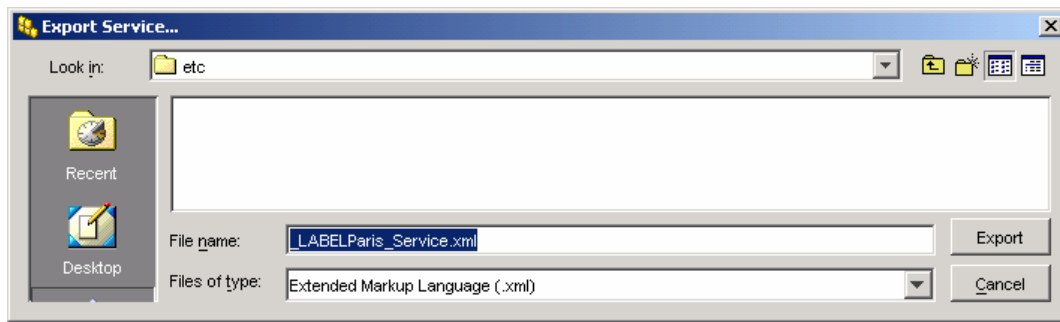 Export Service...
Look in:
etc
Recent
Desktop
File name:
_LABELParis_Service.xml
Export
Files of type:
Extended Markup Language (.xml)
Cancel